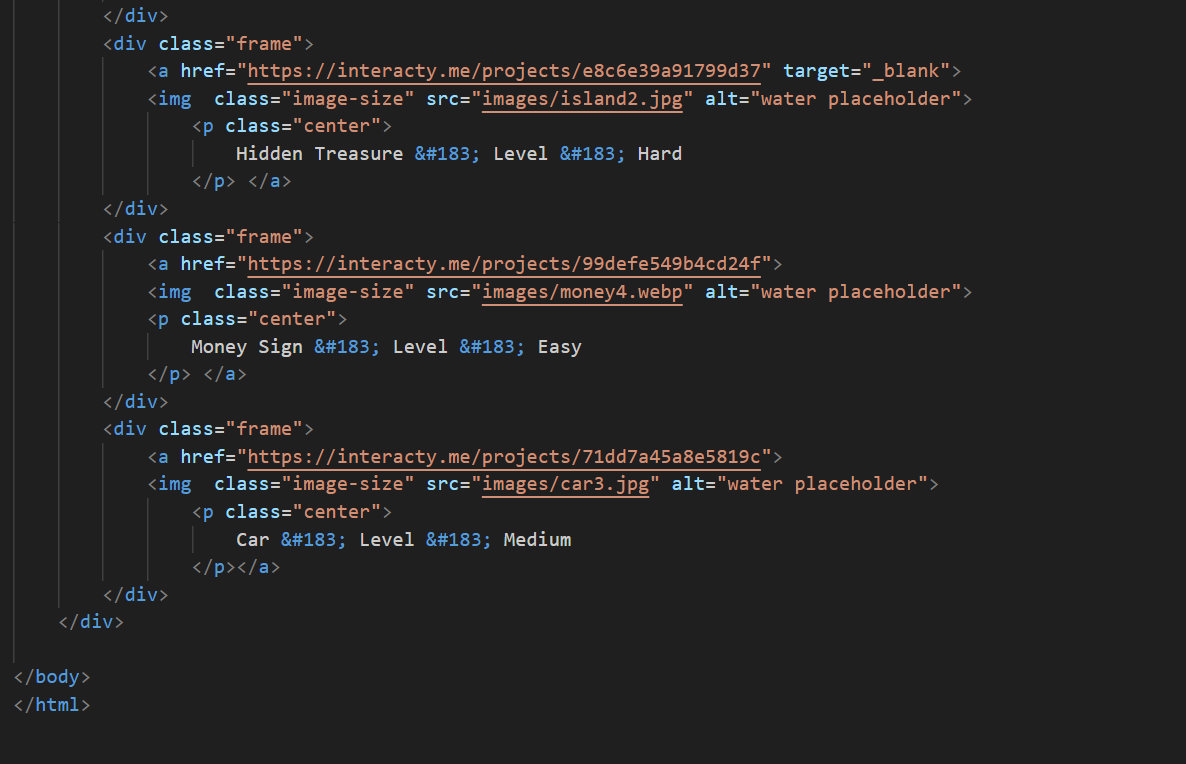 </div>
<div class="frame">
<a href="https://interacty.me/projects/e8c6e39a91799d37" target="_blank">
<img  class="image-size" src="images/island2.jpg" alt="water placeholder">
<p class="center">
Hidden Treasure &#183; Level &#183; Hard
</p> </a>
</div>
<div class="frame">
<a href="https://interacty.me/projects/99defe549b4cd24f">
<img  class="image-size" src="images/money4.webp" alt="water placeholder">
<p class="center">
Money Sign &#183; Level &#183; Easy
</p> </a>
</div>
<div class="frame">
<a href="https://interacty.me/projects/71dd7a45a8e5819c">
<img  class="image-size" src="images/car3.jpg" alt="water placeholder">
<p class="center">
Car &#183; Level &#183; Medium
</p></a>
</div>
</div>
</body>
</html>